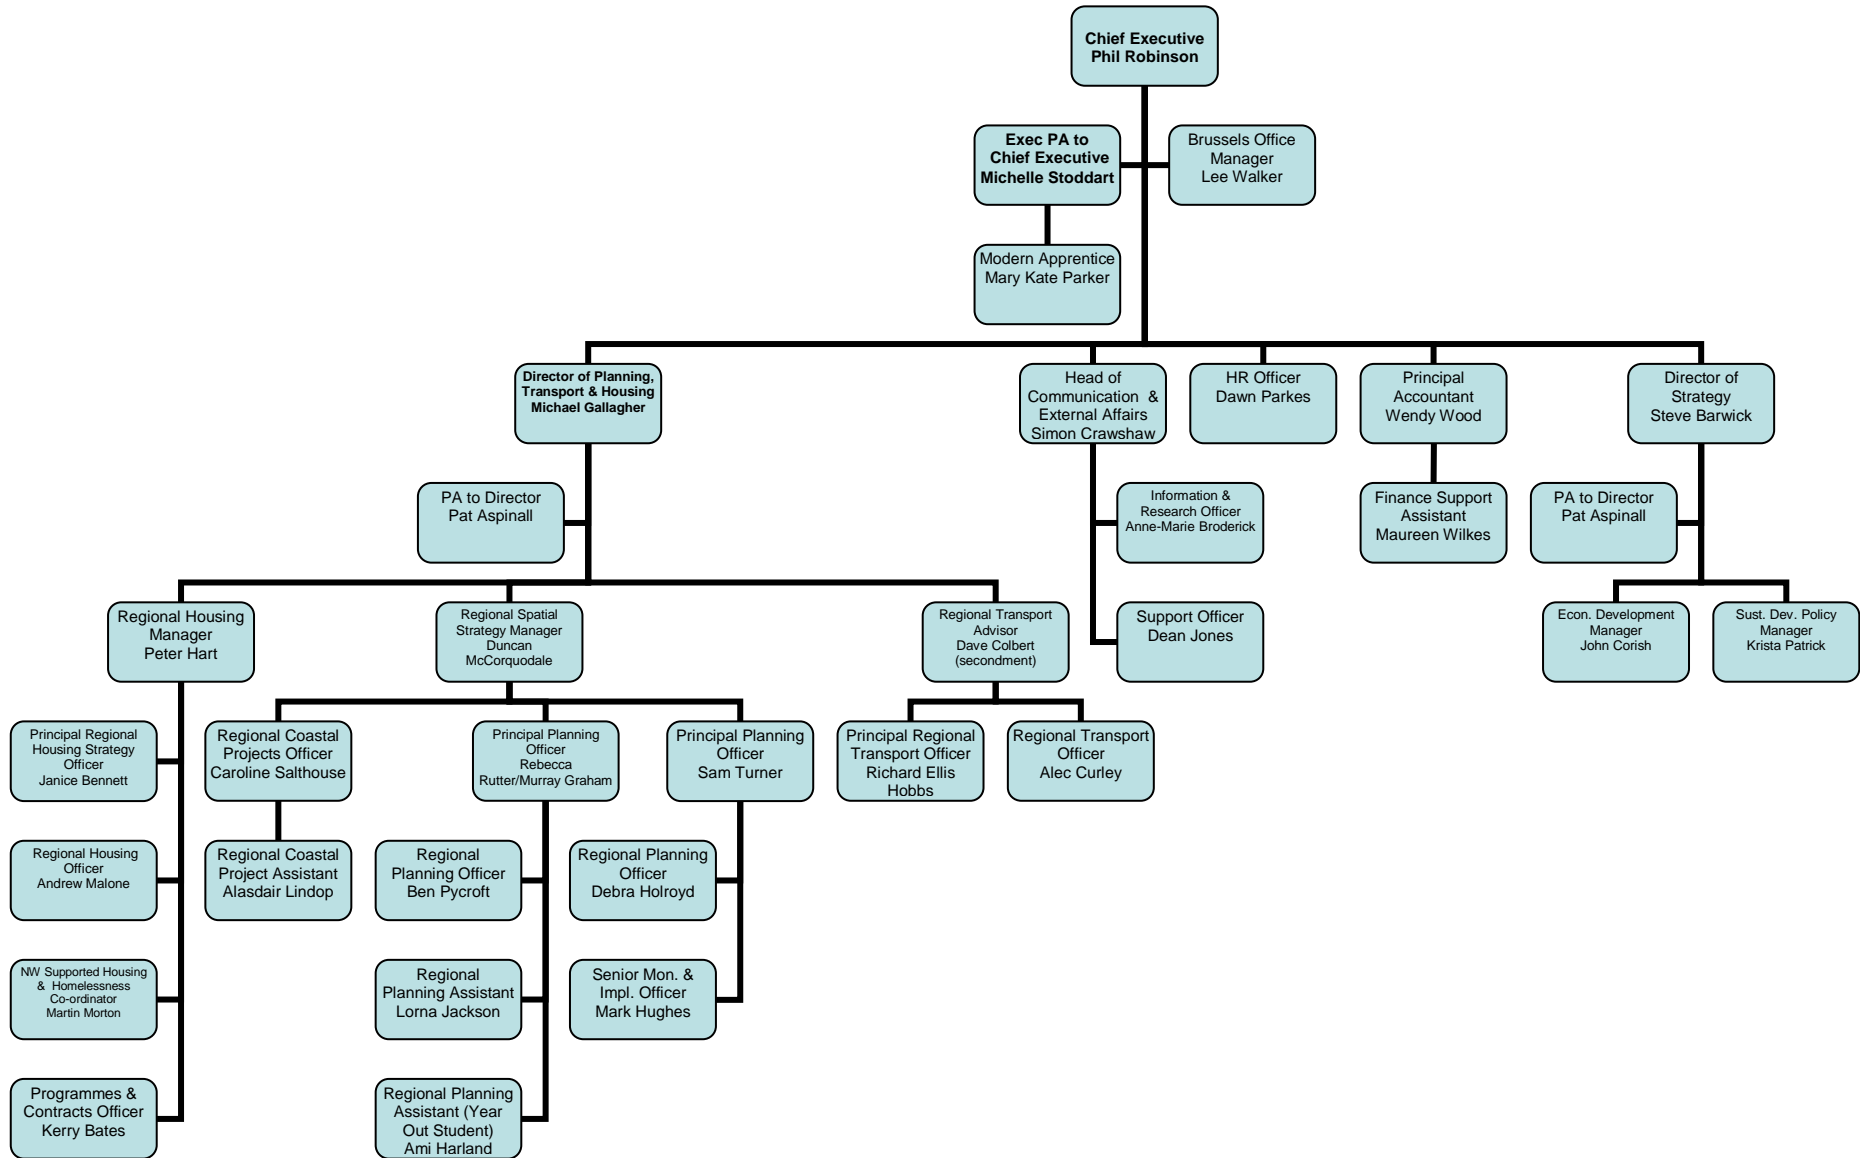 Chief Executive
Phil Robinson
Exec PA to
Chief Executive
Michelle Stoddart
Brussels Office
Manager
Lee Walker
Modern Apprentice
Mary Kate Parker
Director of Planning,
Transport & Housing
Michael Gallagher
Head of
Communication &
External Affairs
Simon Crawshaw
HR Officer
Dawn Parkes
Principal
Accountant
Wendy Wood
Director of
Strategy
Steve Barwick
PA to Director
Pat Aspinall
Information &
Research Officer
Anne-Marie Broderick
Finance Support
Assistant
Maureen Wilkes
PA to Director
Pat Aspinall
Regional Housing
Manager
Peter Hart
Regional Spatial
Strategy Manager
Duncan
McCorquodale
Regional Transport
Advisor
Dave Colbert
(secondment)
Support Officer
Dean Jones
Econ. Development
Manager
John Corish
Sust. Dev. Policy
Manager
Krista Patrick
Principal Regional
Housing Strategy
Officer
Janice Bennett
Regional Coastal
Projects Officer
Caroline Salthouse
Principal Planning
Officer
Rebecca
Rutter/Murray Graham
Principal Planning
Officer
Sam Turner
Principal Regional
Transport Officer
Richard Ellis
Hobbs
Regional Transport
Officer
Alec Curley
Regional Housing
Officer
Andrew Malone
Regional Coastal
Project Assistant
Alasdair Lindop
Regional
Planning Officer
Ben Pycroft
Regional Planning
Officer
Debra Holroyd
NW Supported Housing
& Homelessness
Co-ordinator
Martin Morton
Regional
Planning Assistant
Lorna Jackson
Senior Mon. &
Impl. Officer
Mark Hughes
Programmes &
Contracts Officer
Kerry Bates
Regional Planning
Assistant (Year
Out Student)
Ami Harland